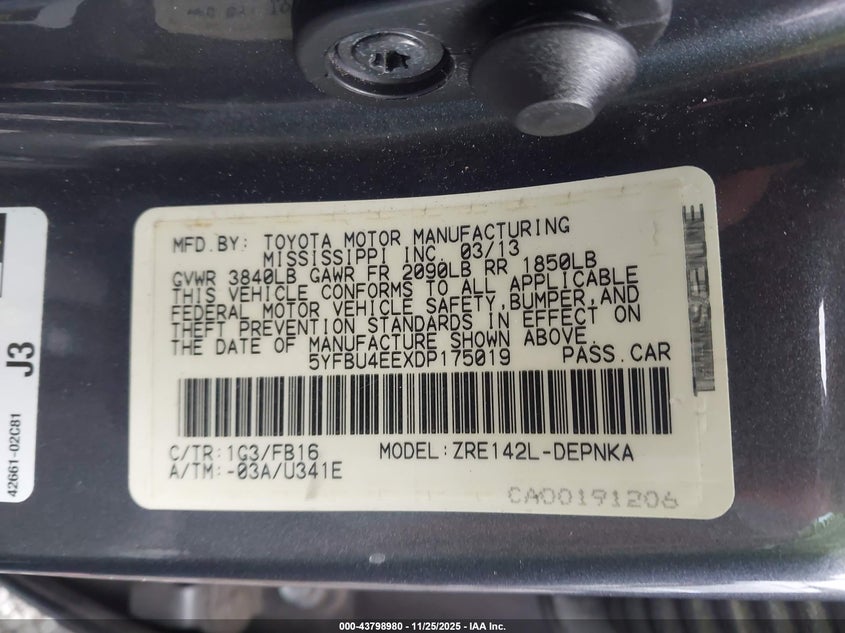 MFD.BY: TOYOTA MOTOR MANUFACTURING
MISSISSIPPI INC. 03/13
GVWR 3840LB GAWR FR 2090LB RR 1850LB
THIS VEHICLE CONFORMS TO ALL APPLICABLE
FEDERAL MOTOR VEHICLE SAFETY,BUMPER,AND
THEFT PREVENTION STANDARDS IN EFFECT ON
THE DATE OF MANUFACTURE SHOWN ABOVE.
5YFBU4EEXDP175019 PASS.CAR
C/TR:1G3/FB16 MODEL:ZRE142L-DEPNKA
A/TM:-03A/U341E
CA00191206
J3
42661-02C81
000-43798980 — 11/25/2025 — IAA Inc.